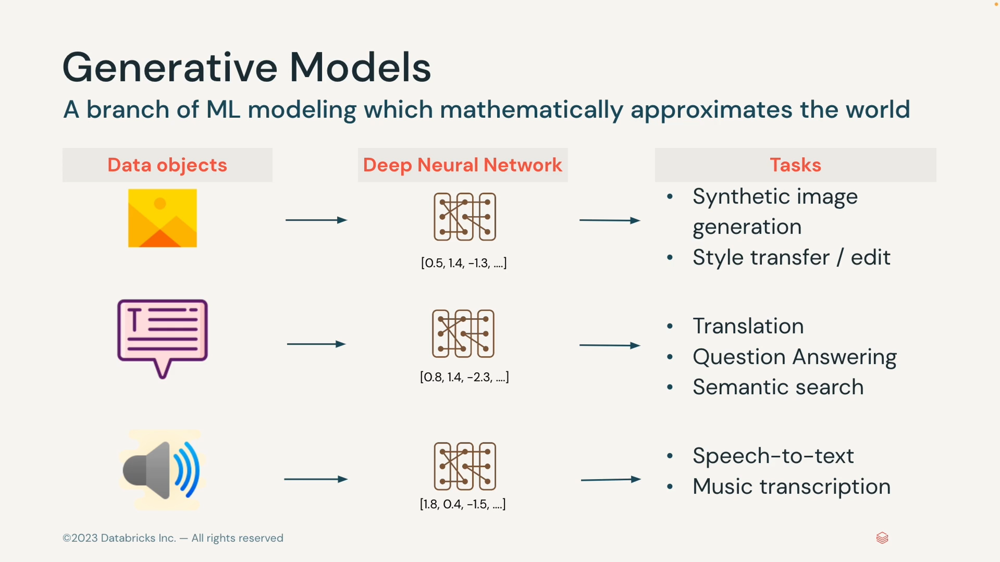 Generative Models
A branch of ML modeling which mathematically approximates the world
Data objects
Deep Neural Network
Tasks
[0.5, 1.4, -1.3, ....]
• Synthetic image
generation
• Style transfer / edit
T
[0.8, 1.4, -2.3, ....]
• Translation
• Question Answering
• Semantic search
[1.8, 0.4, -1.5, ....]
• Speech-to-text
• Music transcription
©2023 Databricks Inc. — All rights reserved